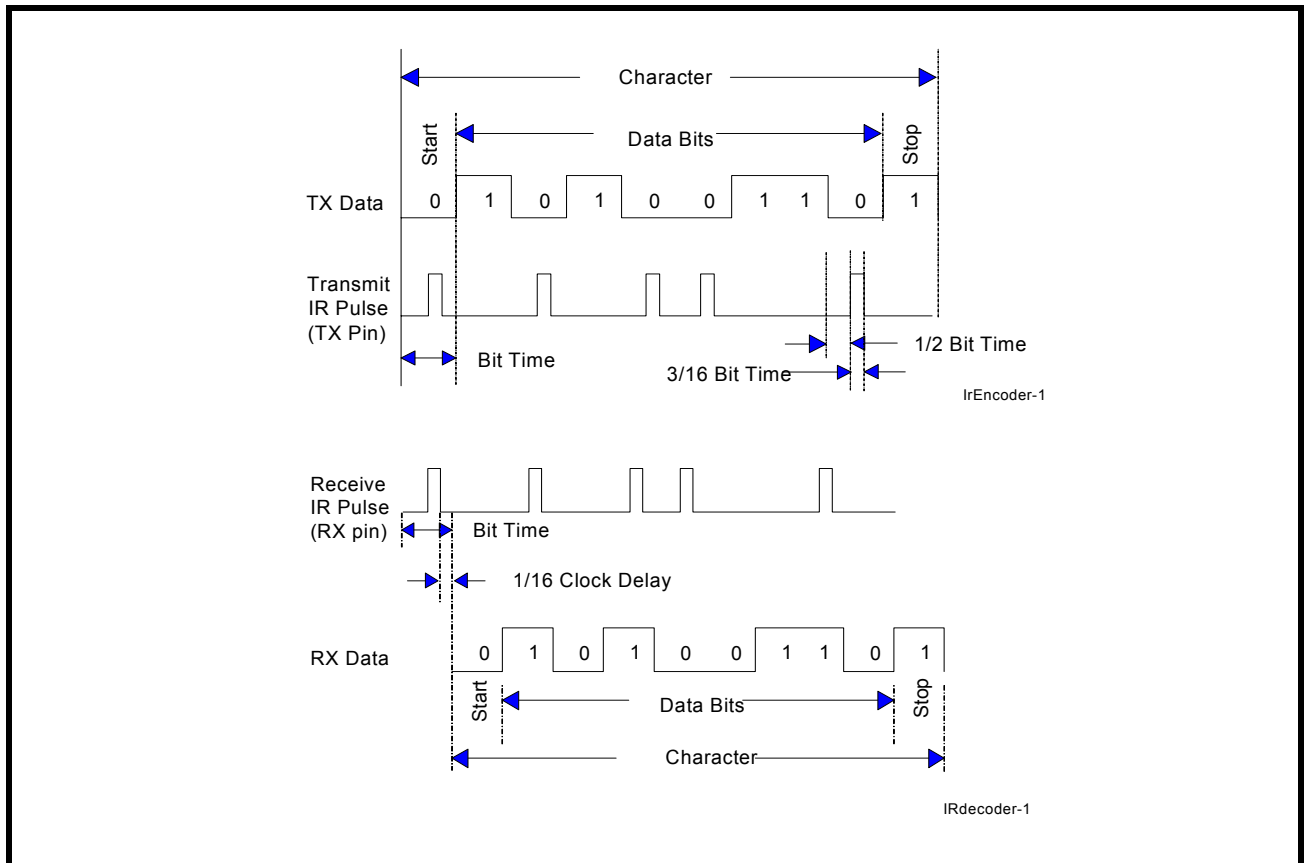 Character
Start
Data Bits
Stop
TX Data
0 1 0 1 0 0 1 1 0 1
Transmit
IR Pulse
(TX Pin)
Bit Time
1/2 Bit Time
3/16 Bit Time
IrEncoder-1
Receive
IR Pulse
(RX pin)
Bit Time
1/16 Clock Delay
RX Data
0 1 0 1 0 0 1 1 0 1
Start
Data Bits
Stop
Character
IRdecoder-1